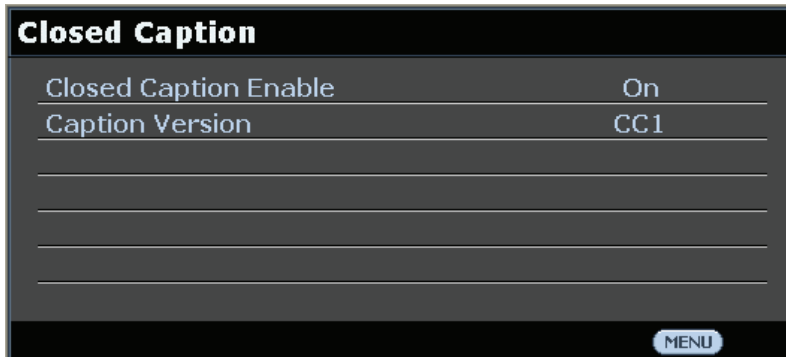 Closed Caption
Closed Caption Enable On
Caption Version CC1
MENU